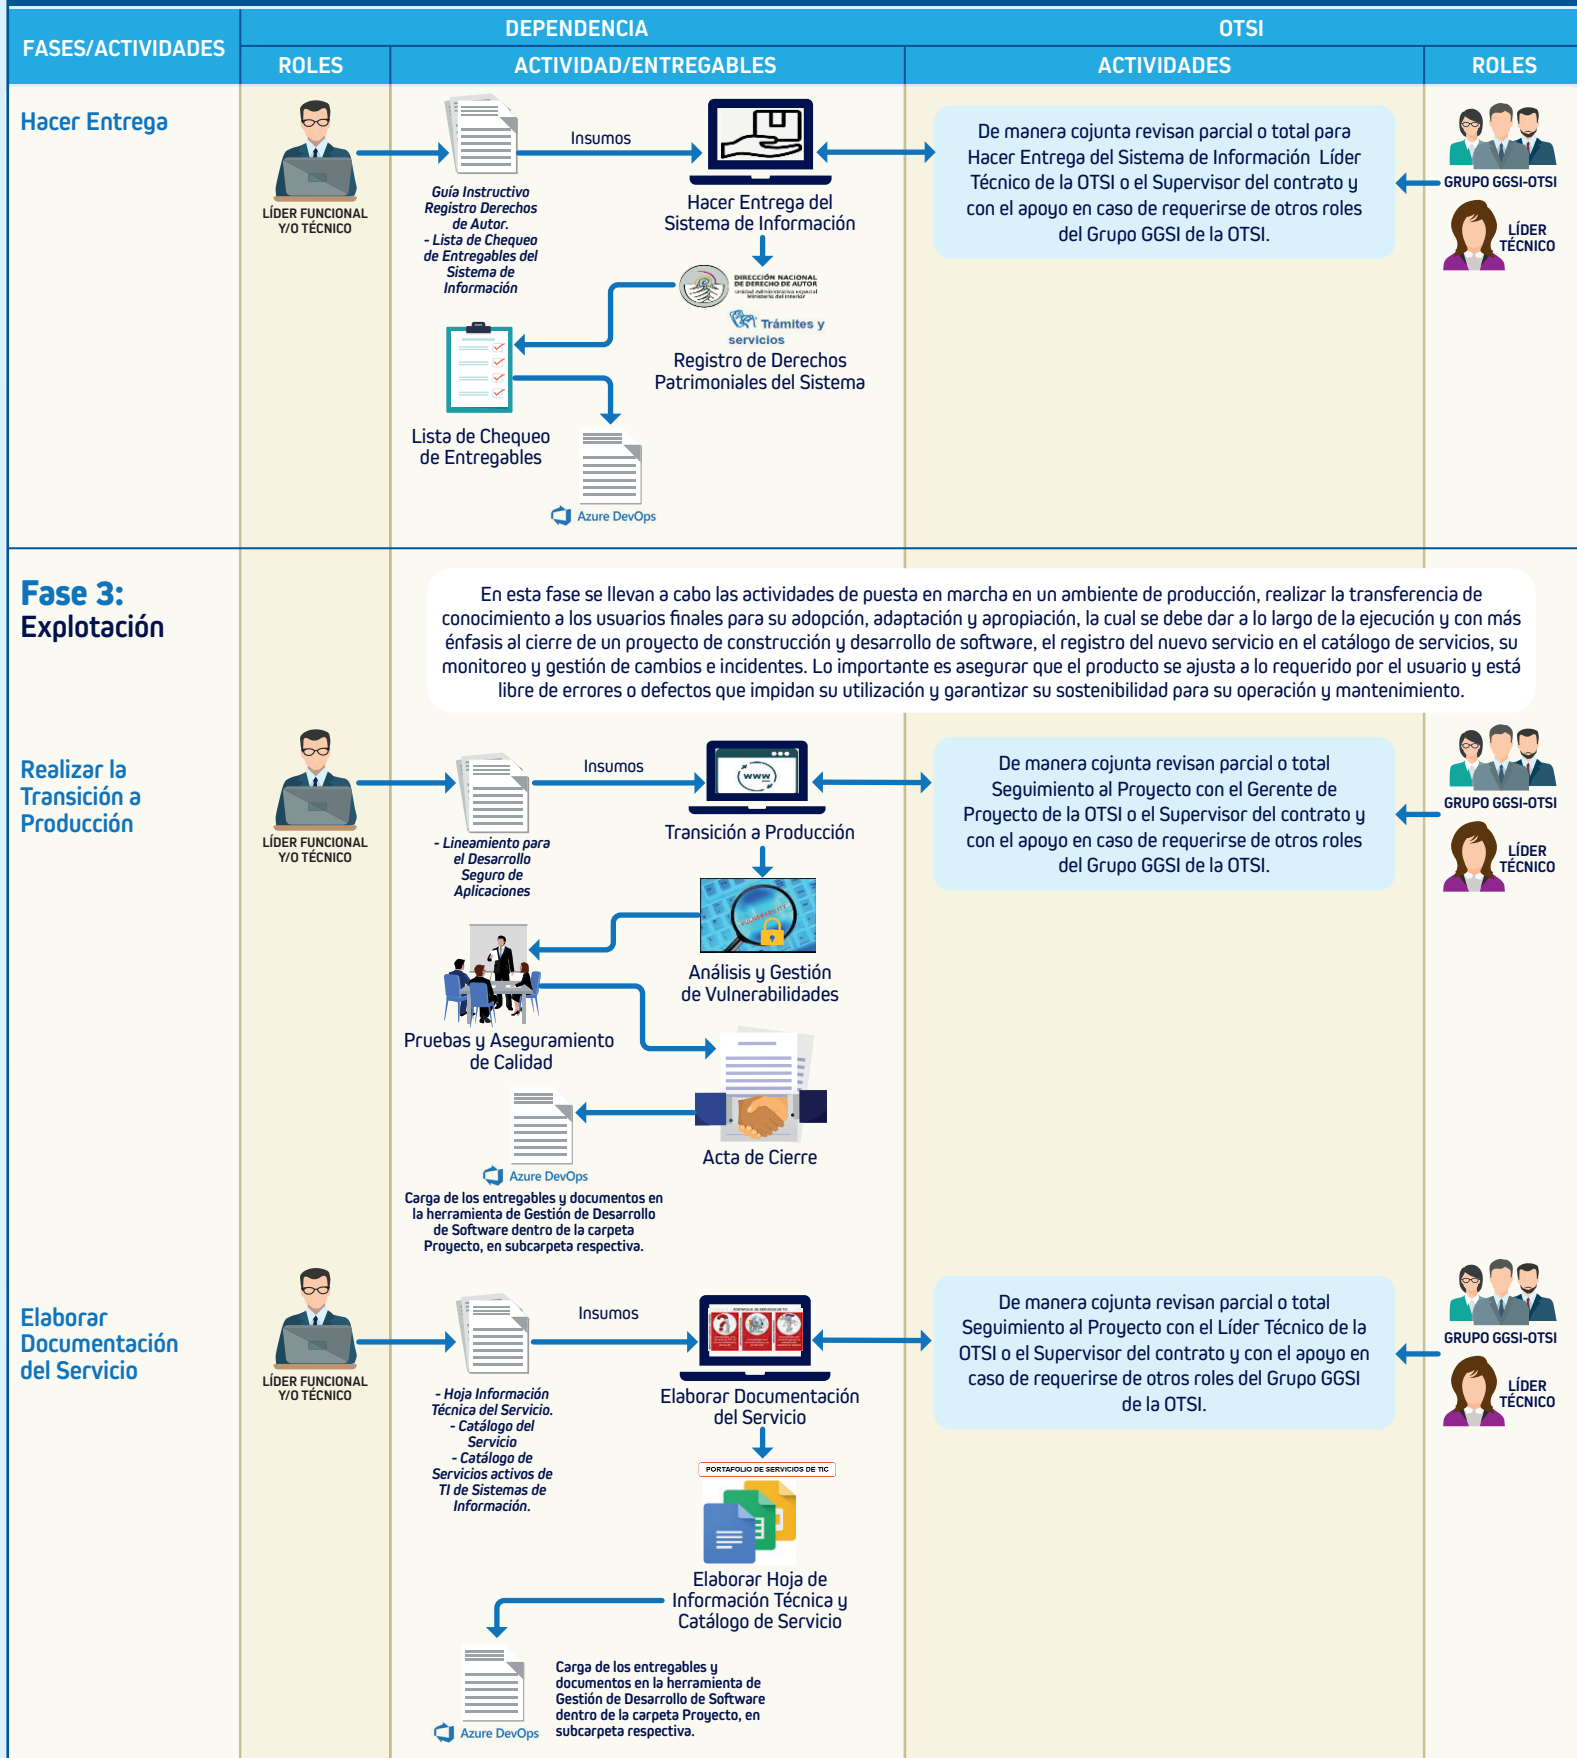 FASES/ACTIVIDADES
DEPENDENCIA
OTSI
ROLES
ACTIVIDAD/ENTREGABLES
ACTIVIDADES
ROLES
Hacer Entrega
LÍDER FUNCIONAL
Y/O TÉCNICO
Guía Instructivo
Registro Derechos
de Autor.
- Lista de Chequeo
de Entregables del
Sistema de
Información
Insumos
Hacer Entrega del
Sistema de Información
DIRECCIÓN NACIONAL
DE DERECHO DE AUTOR
Unidad Administrativa Especial
Ministerio del Interior
Trámites y
servicios
Registro de Derechos
Patrimoniales del Sistema
Lista de Chequeo
de Entregables
Azure DevOps
De manera cojunta revisan parcial o total para
Hacer Entrega del Sistema de Información Líder
Técnico de la OTSI o el Supervisor del contrato y
con el apoyo en caso de requerirse de otros roles
del Grupo GGSI de la OTSI.
GRUPO GGSI-OTSI
LÍDER
TÉCNICO
Fase 3:
Explotación
En esta fase se llevan a cabo las actividades de puesta en marcha en un ambiente de producción, realizar la transferencia de
conocimiento a los usuarios finales para su adopción, adaptación y apropiación, la cual se debe dar a lo largo de la ejecución y con más
énfasis al cierre de un proyecto de construcción y desarrollo de software, el registro del nuevo servicio en el catálogo de servicios, su
monitoreo y gestión de cambios e incidentes. Lo importante es asegurar que el producto se ajusta a lo requerido por el usuario y está
libre de errores o defectos que impidan su utilización y garantizar su sostenibilidad para su operación y mantenimiento.
Realizar la
Transición a
Producción
LÍDER FUNCIONAL
Y/O TÉCNICO
- Lineamiento para
el Desarrollo
Seguro de
Aplicaciones
Insumos
www
Transición a Producción
VULNERABILITY
Análisis y Gestión
de Vulnerabilidades
Pruebas y Aseguramiento
de Calidad
Acta de Cierre
Azure DevOps
Carga de los entregables y documentos en
la herramienta de Gestión de Desarrollo
de Software dentro de la carpeta
Proyecto, en subcarpeta respectiva.
De manera cojunta revisan parcial o total
Seguimiento al Proyecto con el Gerente de
Proyecto de la OTSI o el Supervisor del contrato y
con el apoyo en caso de requerirse de otros roles
del Grupo GGSI de la OTSI.
GRUPO GGSI-OTSI
LÍDER
TÉCNICO
Elaborar
Documentación
del Servicio
LÍDER FUNCIONAL
Y/O TÉCNICO
- Hoja Información
Técnica del Servicio.
- Catálogo del
Servicio
- Catálogo de
Servicios activos de
TI de Sistemas de
Información.
Insumos
PORTAFOLIO DE SERVICIOS DE TIC
Elaborar Documentación
del Servicio
PORTAFOLIO DE SERVICIOS DE TIC
Elaborar Hoja de
Información Técnica y
Catálogo de Servicio
Azure DevOps
Carga de los entregables y
documentos en la herramienta de
Gestión de Desarrollo de Software
dentro de la carpeta Proyecto, en
subcarpeta respectiva.
De manera cojunta revisan parcial o total
Seguimiento al Proyecto con el Líder Técnico de la
OTSI o el Supervisor del contrato y con el apoyo en
caso de requerirse de otros roles del Grupo GGSI
de la OTSI.
GRUPO GGSI-OTSI
LÍDER
TÉCNICO